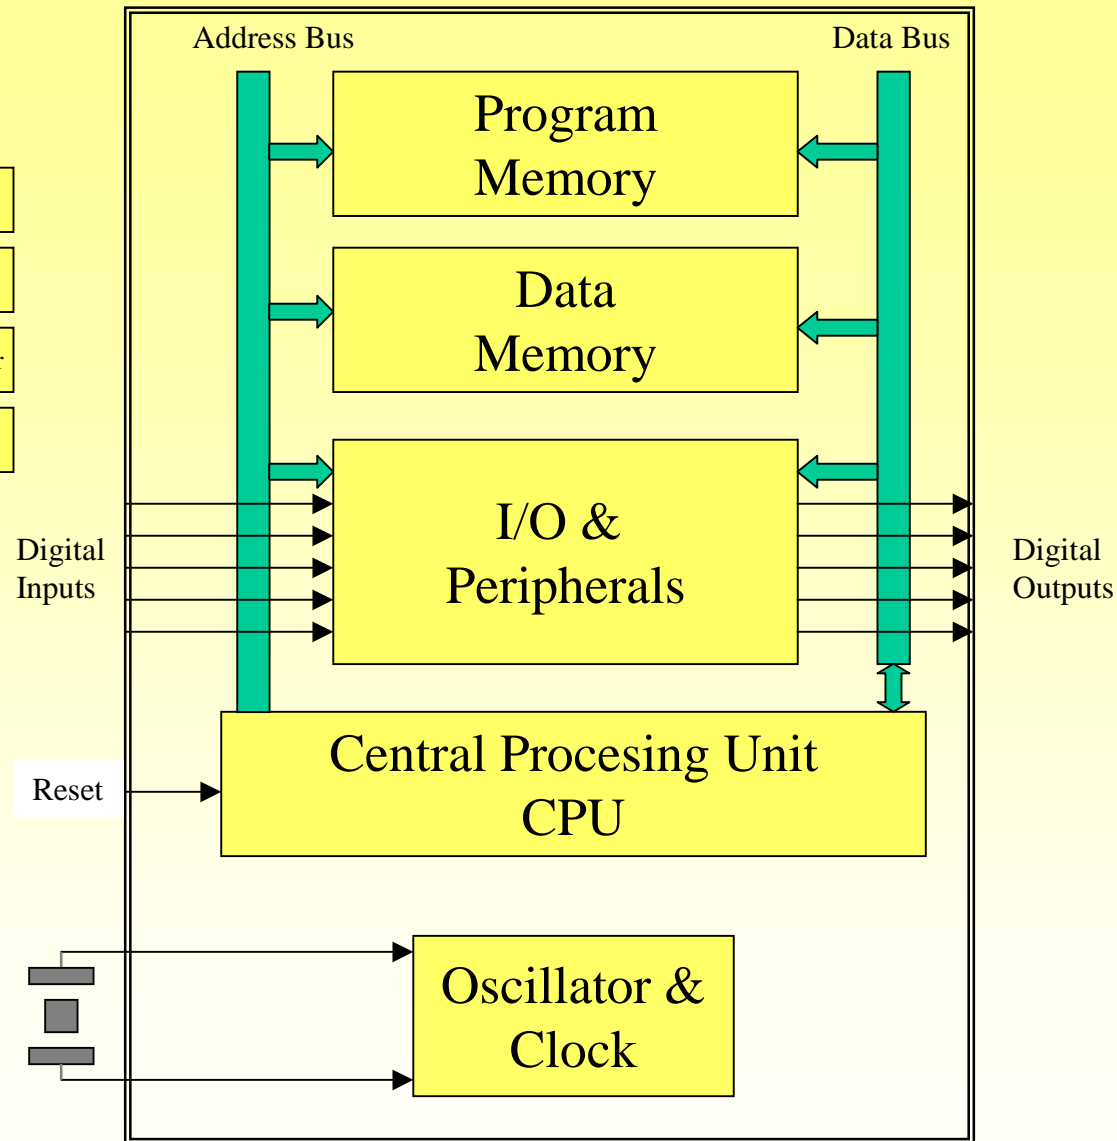 Address Bus
Data Bus
Program
Memory
Data
Memory
I/O &
Peripherals
Digital
Inputs
Digital
Outputs
Central Procesing Unit
CPU
Reset
Oscillator &
Clock